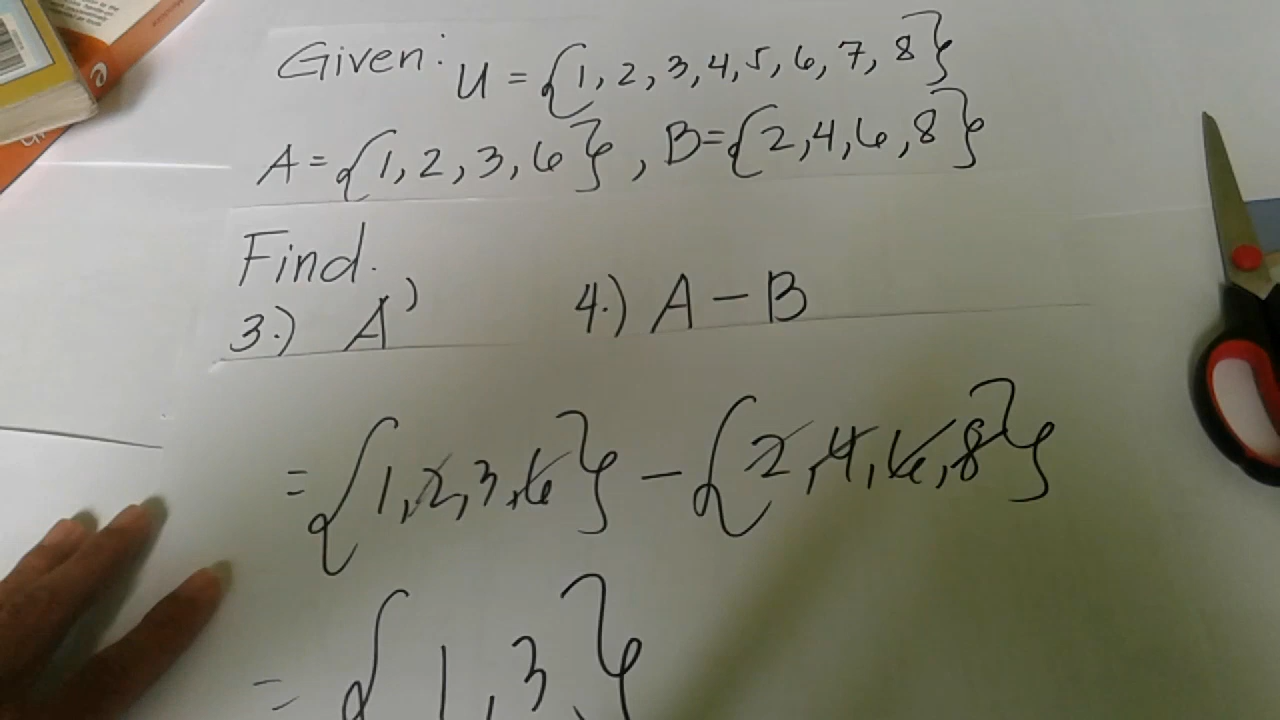 Given: U = {1, 2, 3, 4, 5, 6, 7, 8}
A = {1, 2, 3, 6}, B = {2, 4, 6, 8}
Find.
3.) A' 4.) A - B
= {1, 2, 3, 6} - {2, 4, 6, 8}
= {1, 3}